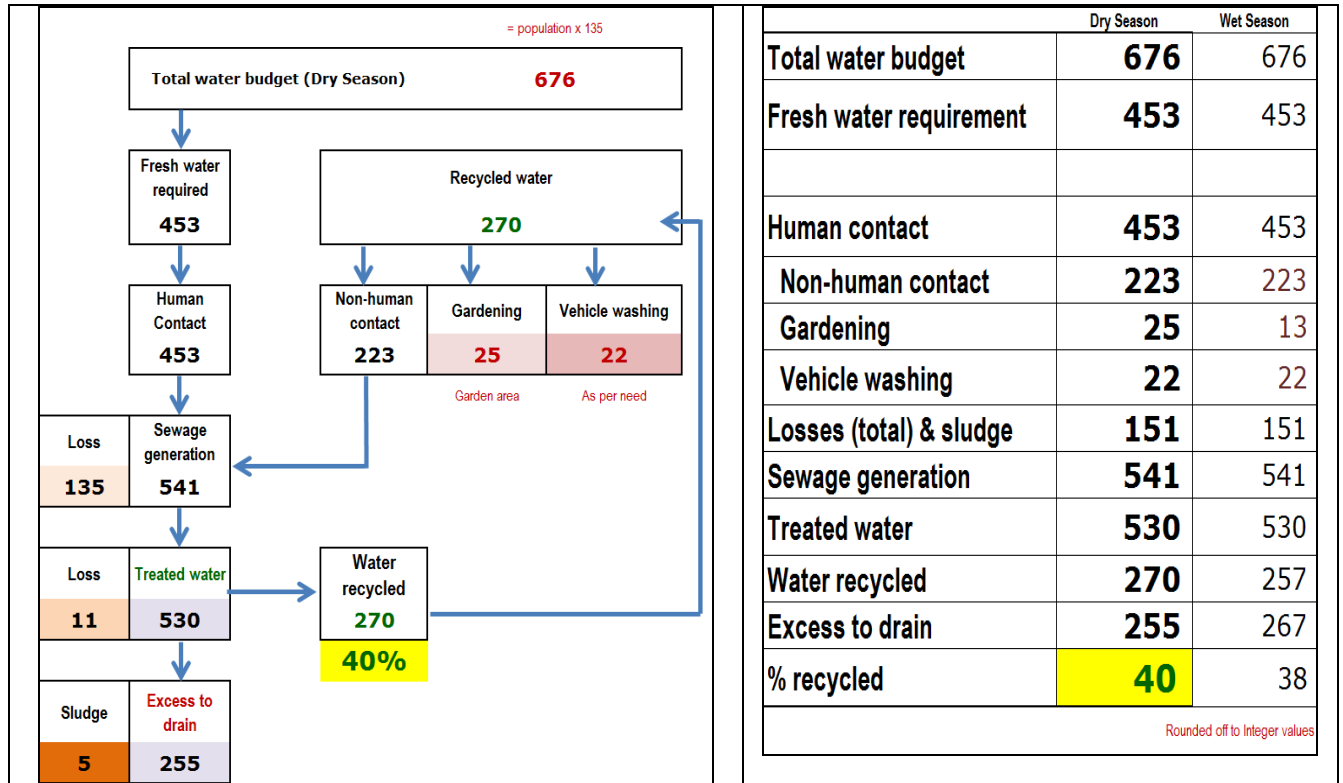 = population x 135
Total water budget (Dry Season) 676
Fresh water
required
453
Recycled water
270
Human
Contact
453
Non-human
contact
223
Gardening
25
Vehicle washing
22
Garden area
As per need
Loss
135
Sewage
generation
541
Loss
11
Treated water
530
Water
recycled
270
40%
Sludge
5
Excess to
drain
255
Dry Season Wet Season
Total water budget 676 676
Fresh water requirement 453 453
Human contact 453 453
Non-human contact 223 223
Gardening 25 13
Vehicle washing 22 22
Losses (total) & sludge 151 151
Sewage generation 541 541
Treated water 530 530
Water recycled 270 257
Excess to drain 255 267
% recycled 40 38
Rounded off to Integer values